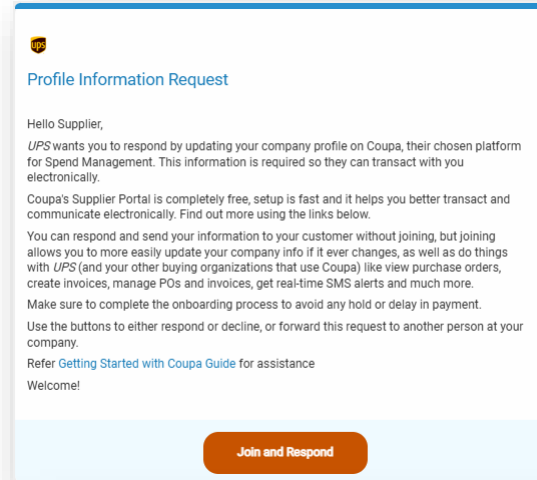 ups
Profile Information Request
Hello Supplier,
UPS wants you to respond by updating your company profile on Coupa, their chosen platform
for Spend Management. This information is required so they can transact with you
electronically.
Coupa's Supplier Portal is completely free, setup is fast and it helps you better transact and
communicate electronically. Find out more using the links below.
You can respond and send your information to your customer without joining, but joining
allows you to more easily update your company info if it ever changes, as well as do things
with UPS (and your other buying organizations that use Coupa) like view purchase orders,
create invoices, manage POs and invoices, get real-time SMS alerts and much more.
Make sure to complete the onboarding process to avoid any hold or delay in payment.
Use the buttons to either respond or decline, or forward this request to another person at your
company.
Refer Getting Started with Coupa Guide for assistance
Welcome!
Join and Respond